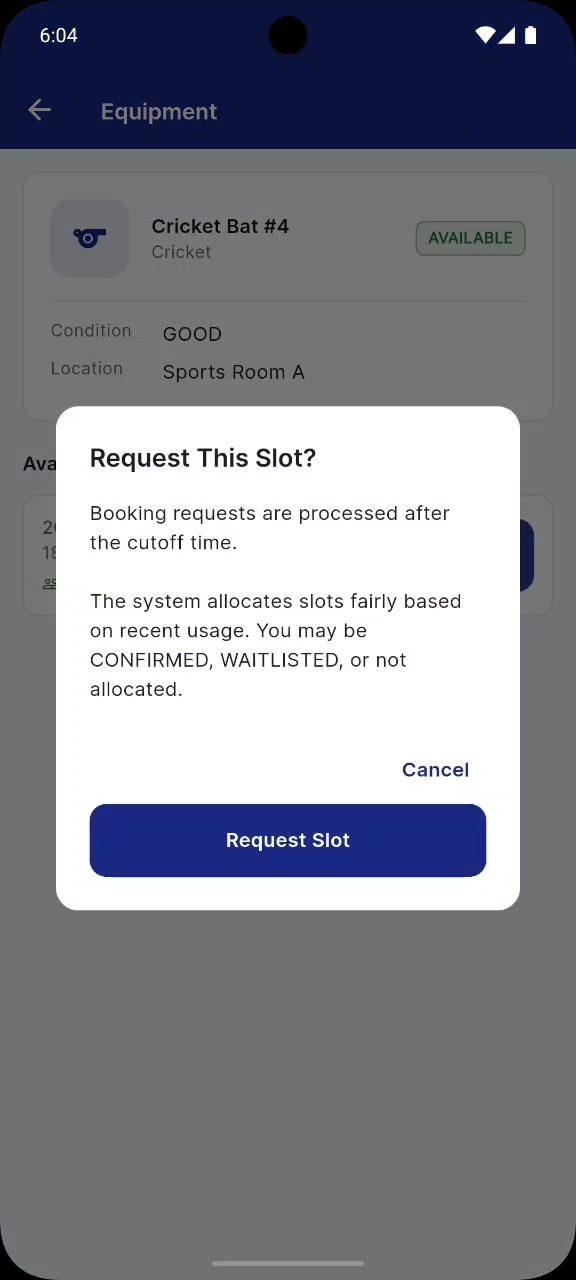 6:04
Equipment
Cricket Bat #4
Cricket
AVAILABLE
Condition GOOD
Location Sports Room A
Request This Slot?
Booking requests are processed after
the cutoff time.
The system allocates slots fairly based
on recent usage. You may be
CONFIRMED, WAITLISTED, or not
allocated.
Cancel
Request Slot